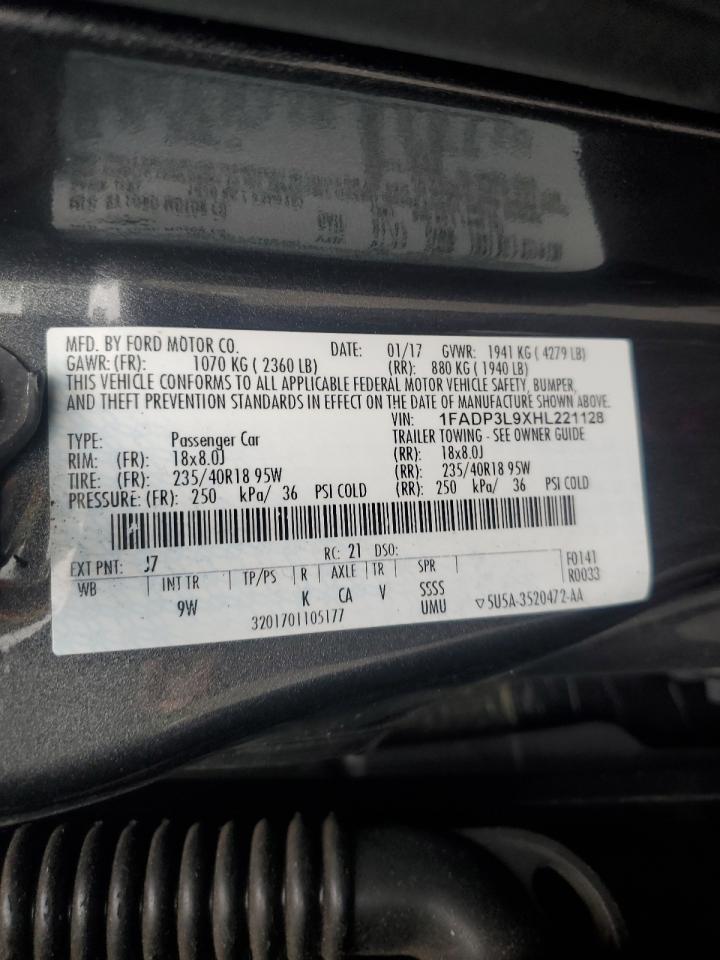 MFD. BY FORD MOTOR CO. DATE: 01/17 GVWR: 1941 KG ( 4279 LB)
GAWR: (FR): 1070 KG ( 2360 LB) (RR): 880 KG ( 1940 LB)
THIS VEHICLE CONFORMS TO ALL APPLICABLE FEDERAL MOTOR VEHICLE SAFETY, BUMPER,
AND THEFT PREVENTION STANDARDS IN EFFECT ON THE DATE OF MANUFACTURE SHOWN ABOVE.
VIN: 1FADP3L9XHL221128
TYPE: Passenger Car TRAILER TOWING - SEE OWNER GUIDE
RIM: (FR): 18x8.0J (RR): 18x8.0J
TIRE: (FR): 235/40R18 95W (RR): 235/40R18 95W
PRESSURE: (FR): 250 kPa/ 36 PSI COLD (RR): 250 kPa/ 36 PSI COLD
EXT PNT: J7 RC: 21 DSO: F0141
WB INT TR TP/PS R AXLE TR SPR R0033
9W K CA V SSSS
UMU
3201701105177 ▽5U5A-3520472-AA